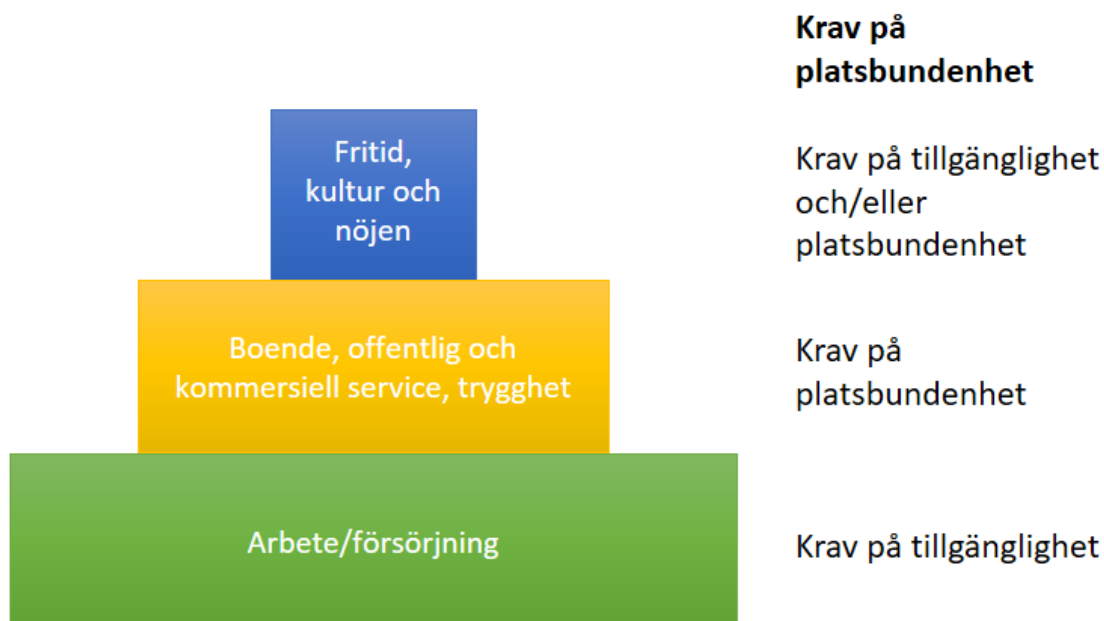 Krav på
platsbundenhet
Fritid,
kultur och
nöjen
Krav på tillgänglighet
och/eller
platsbundenhet
Boende, offentlig och
kommersiell service, trygghet
Krav på
platsbundenhet
Arbete/försörjning
Krav på tillgänglighet